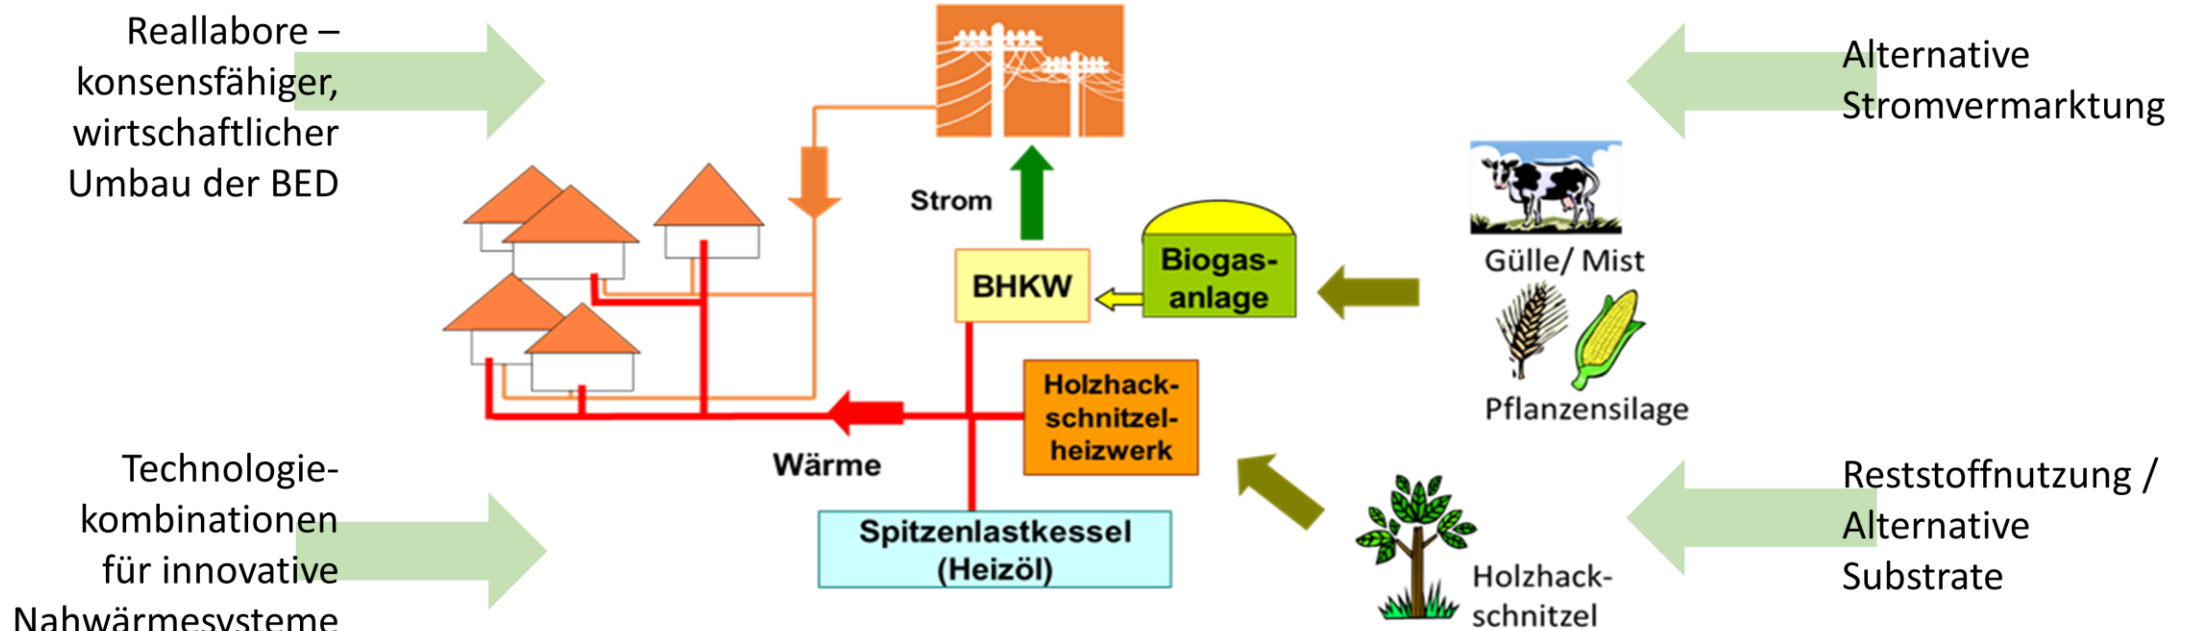 Reallabore –
konsensfähiger,
wirtschaftlicher
Umbau der BED
Alternative
Stromvermarktung
Strom
BHKW
Biogas-
anlage
Gülle/ Mist
Pflanzensilage
Holzhack-
schnitzel-
heizwerk
Wärme
Spitzenlastkessel
(Heizöl)
Holzhack-
schnitzel
Technologie-
kombinationen
für innovative
Nahwärmesysteme
Reststoffnutzung /
Alternative
Substrate